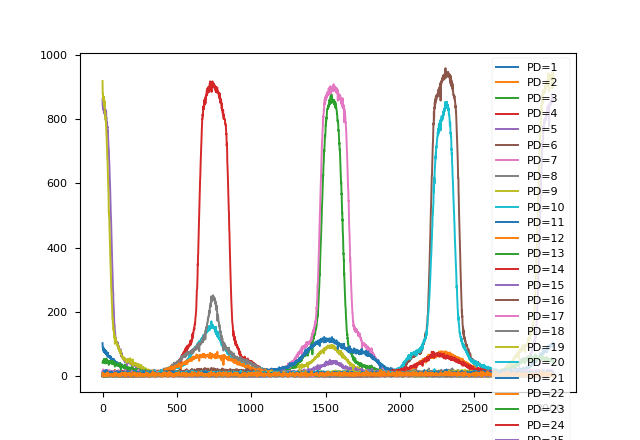 1000
800
600
400
200
0
0
500
1000
1500
2000
2500
PD=1
PD=2
PD=3
PD=4
PD=5
PD=6
PD=7
PD=8
PD=9
PD=10
PD=11
PD=12
PD=13
PD=14
PD=15
PD=16
PD=17
PD=18
PD=19
PD=20
PD=21
PD=22
PD=23
PD=24